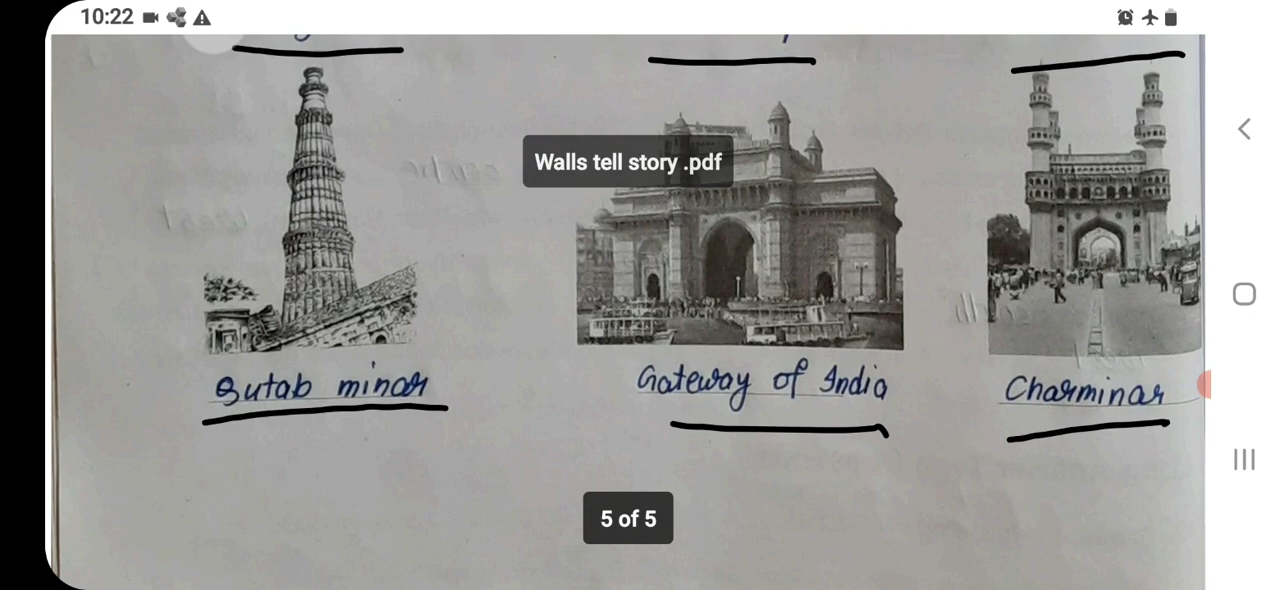 10:22
Walls tell story .pdf
Qutab minar
Gateway of India
Charminar
5 of 5